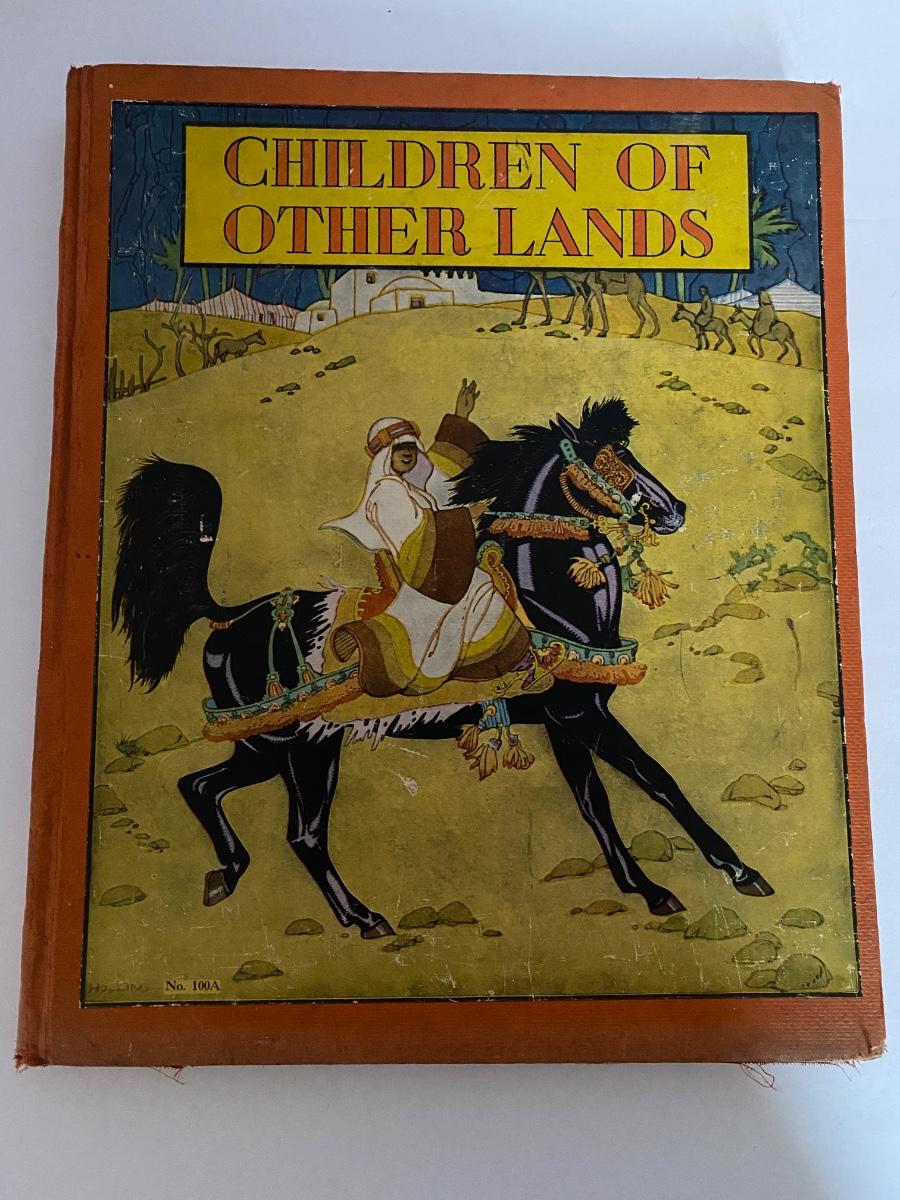 CHILDREN OF
OTHER LANDS
No. 100A